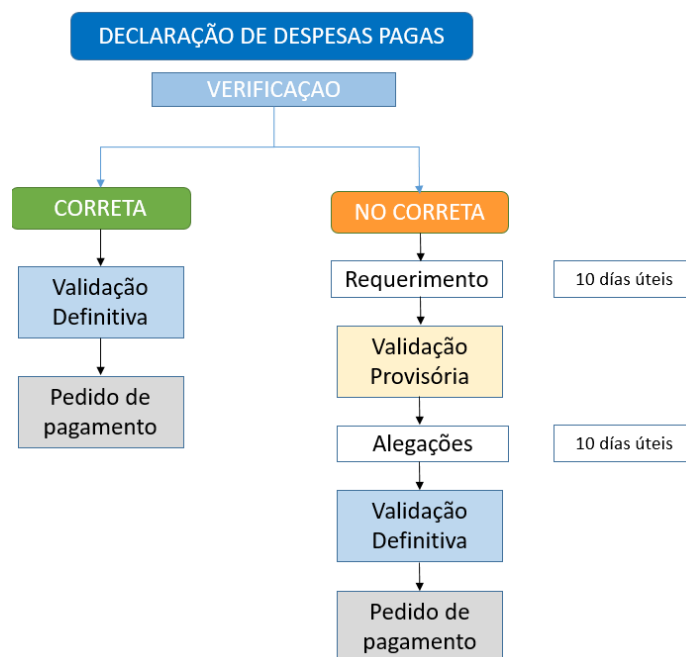 DECLARAÇÃO DE DESPESAS PAGAS
VERIFICAÇAO
CORRETA
NO CORRETA
Validação
Definitiva
Pedido de
pagamento
Requerimento
10 días úteis
Validação
Provisória
Alegações
10 días úteis
Validação
Definitiva
Pedido de
pagamento